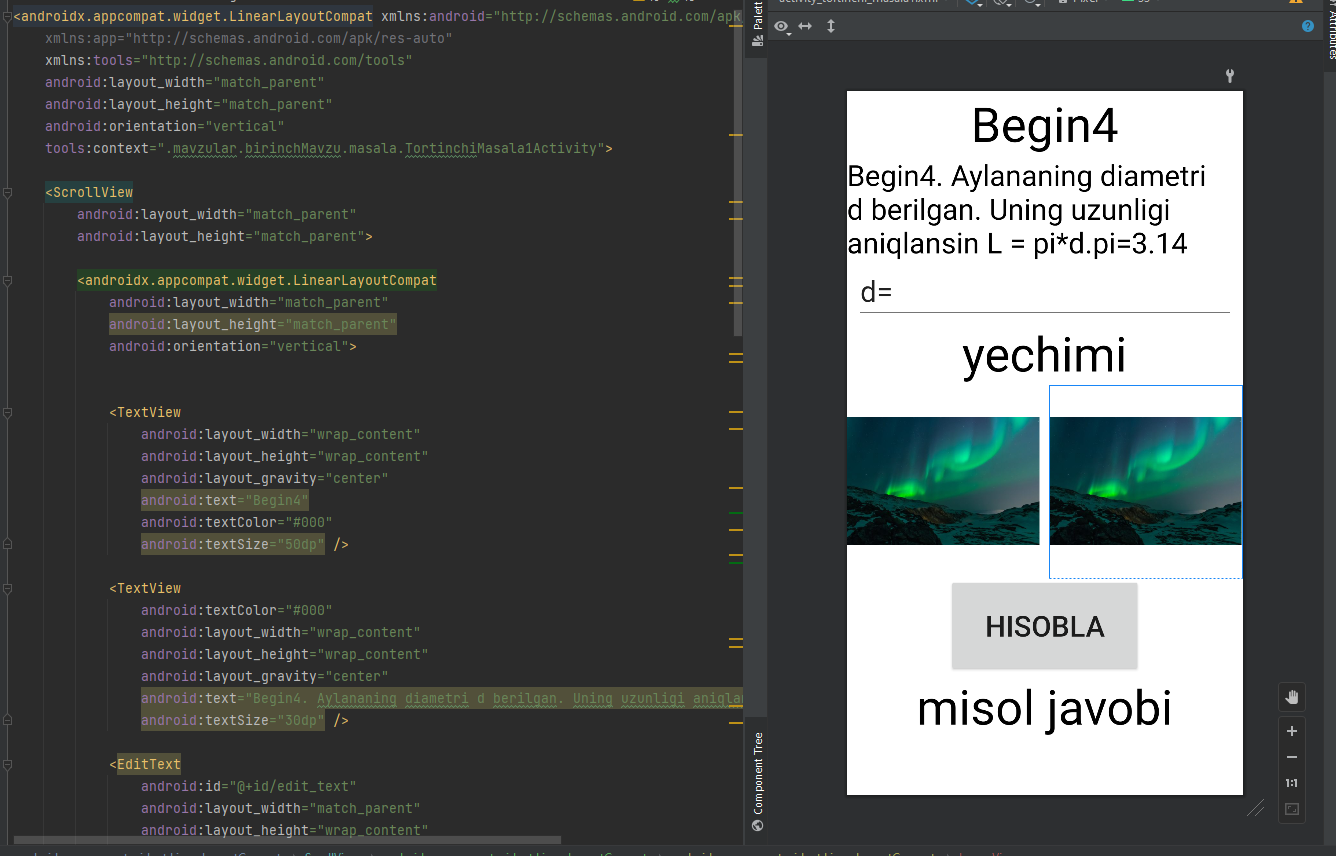 <androidx.appcompat.widget.LinearLayoutCompat xmlns:android="http://schemas.android.com/apk
xmlns:app="http://schemas.android.com/apk/res-auto"
xmlns:tools="http://schemas.android.com/tools"
android:layout_width="match_parent"
android:layout_height="match_parent"
android:orientation="vertical"
tools:context=".mavzular.birinchMavzu.masala.TortinchiMasala1Activity">
<ScrollView
android:layout_width="match_parent"
android:layout_height="match_parent">
<androidx.appcompat.widget.LinearLayoutCompat
android:layout_width="match_parent"
android:layout_height="match_parent"
android:orientation="vertical">
<TextView
android:layout_width="wrap_content"
android:layout_height="wrap_content"
android:layout_gravity="center"
android:text="Begin4"
android:textColor="#000"
android:textSize="50dp" />
<TextView
android:textColor="#000"
android:layout_width="wrap_content"
android:layout_height="wrap_content"
android:layout_gravity="center"
android:text="Begin4. Aylananing diametri d berilgan. Uning uzunligi aniqla
android:textSize="30dp" />
<EditText
android:id="@+id/edit_text"
android:layout_width="match_parent"
android:layout_height="wrap_content"
Palett
Component Tree
Attributes
Begin4
Begin4. Aylananing diametri
d berilgan. Uning uzunligi
aniqlansin L = pi*d.pi=3.14
d=
yechimi
HISOBLA
misol javobi
1:1